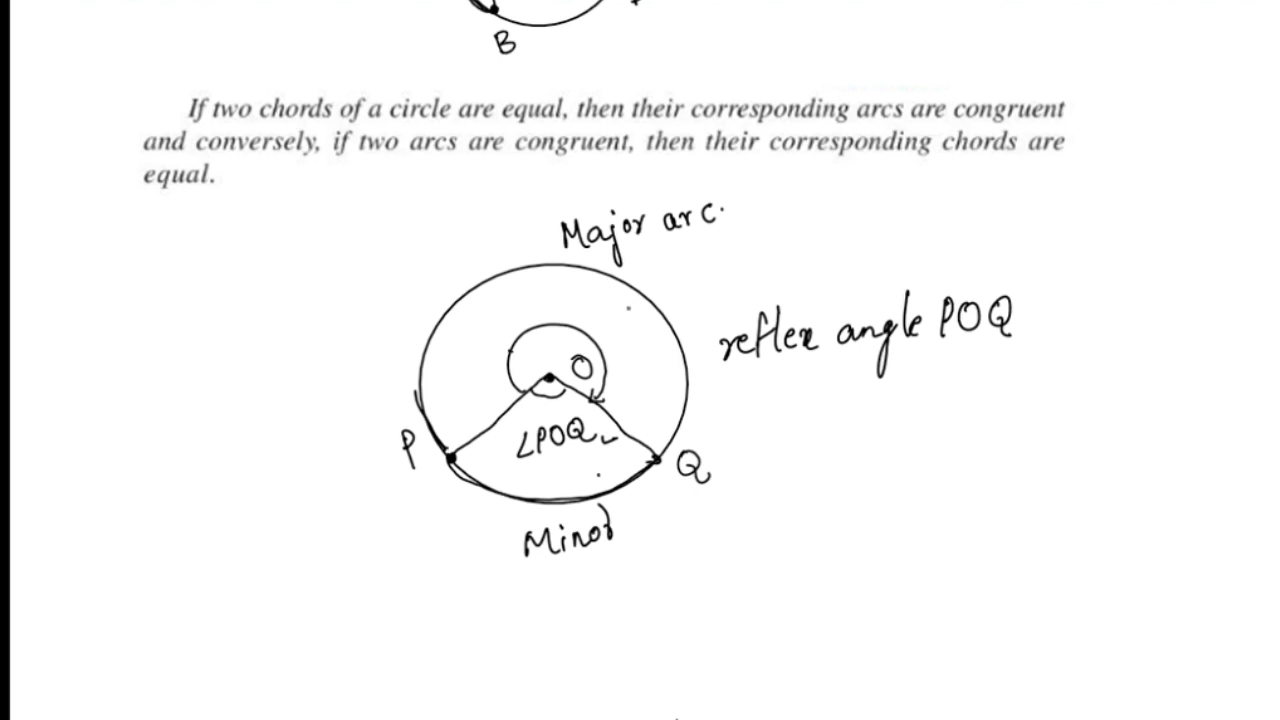 B
If two chords of a circle are equal, then their corresponding arcs are congruent
and conversely, if two arcs are congruent, then their corresponding chords are
equal.
Major arc.
reflex angle POQ
O
∠POQ
P
Q
Minor